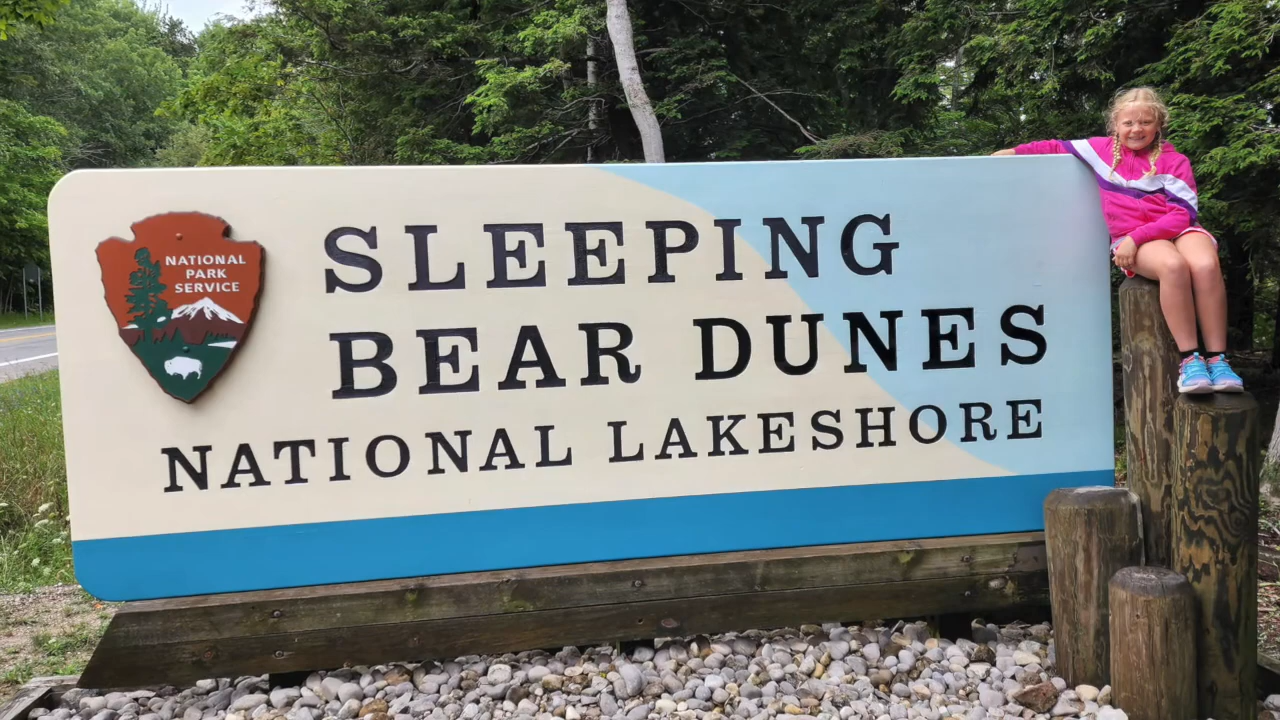 NATIONAL
PARK
SERVICE
SLEEPING
BEAR DUNES
NATIONAL LAKESHORE